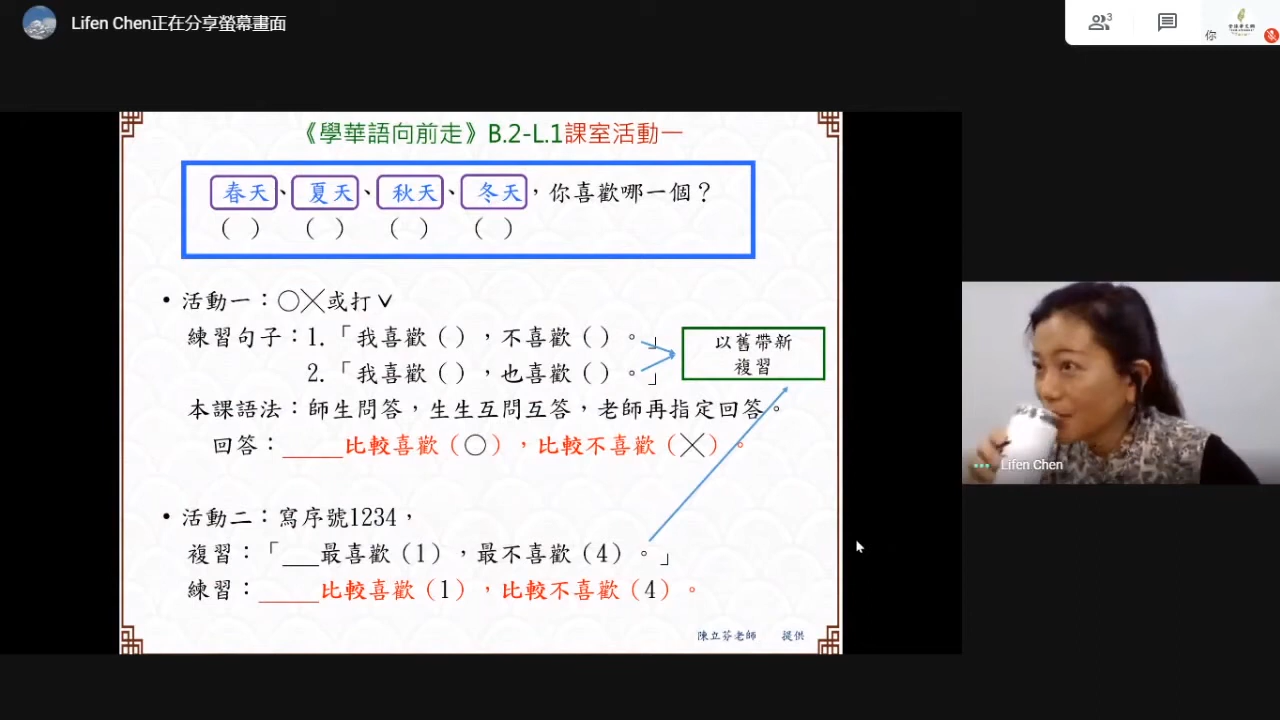 Lifen Chen正在分享螢幕畫面
3
你
《學華語向前走》B.2-L.1課室活動一
春天、夏天、秋天、冬天，你喜歡哪一個？
（ ） （ ） （ ） （ ）
• 活動一：○╳或打∨
練習句子：1.「我喜歡（），不喜歡（）。」
以舊帶新
複習
2.「我喜歡（），也喜歡（）。」
本課語法：師生問答，生生互問互答，老師再指定回答。
回答：_____比較喜歡（○），比較不喜歡（╳）。
Lifen Chen
• 活動二：寫序號1234，
複習：「___最喜歡（1），最不喜歡（4）。」
練習：_____比較喜歡（1），比較不喜歡（4）。
陳立芬老師 提供